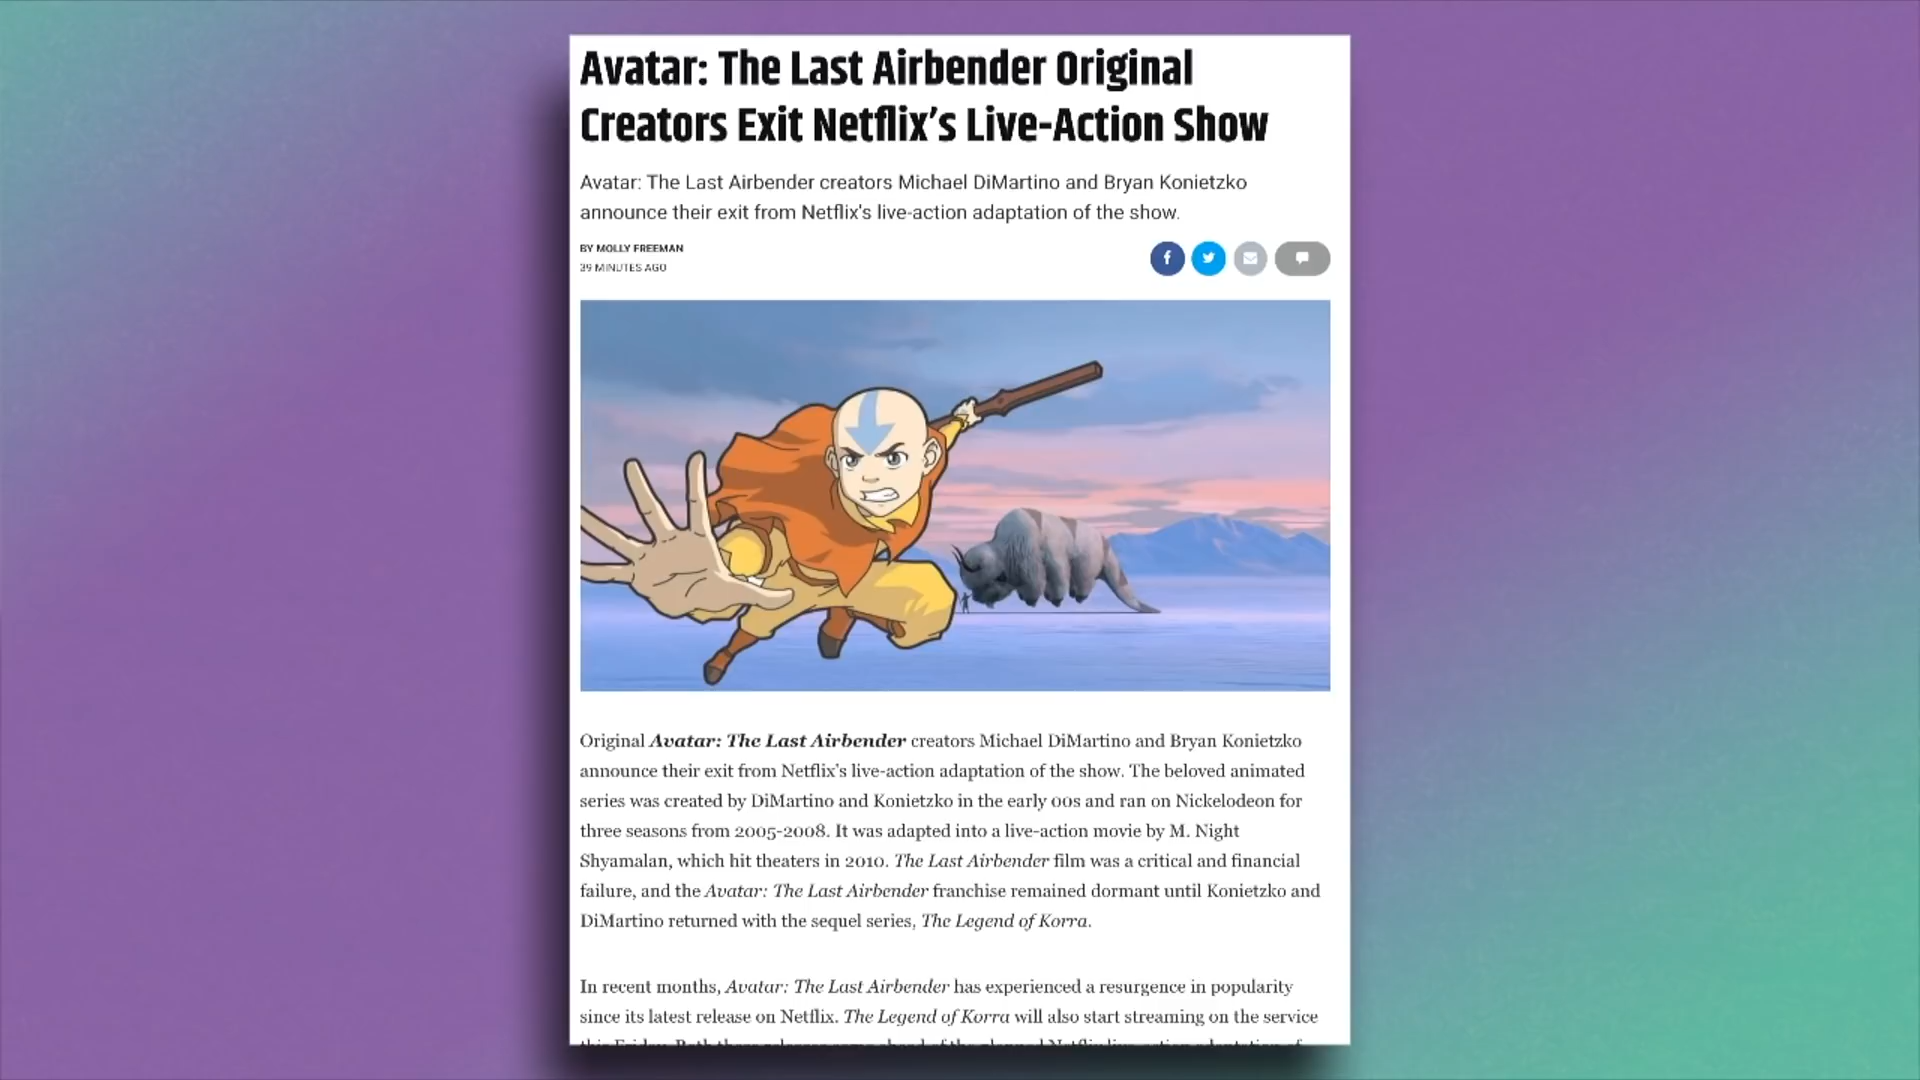 Avatar: The Last Airbender Original
Creators Exit Netflix’s Live-Action Show
Avatar: The Last Airbender creators Michael DiMartino and Bryan Konietzko
announce their exit from Netflix's live-action adaptation of the show.
BY MOLLY FREEMAN
39 MINUTES AGO
Original Avatar: The Last Airbender creators Michael DiMartino and Bryan Konietzko
announce their exit from Netflix's live-action adaptation of the show. The beloved animated
series was created by DiMartino and Konietzko in the early 00s and ran on Nickelodeon for
three seasons from 2005-2008. It was adapted into a live-action movie by M. Night
Shyamalan, which hit theaters in 2010. The Last Airbender film was a critical and financial
failure, and the Avatar: The Last Airbender franchise remained dormant until Konietzko and
DiMartino returned with the sequel series, The Legend of Korra.
In recent months, Avatar: The Last Airbender has experienced a resurgence in popularity
since its latest release on Netflix. The Legend of Korra will also start streaming on the service